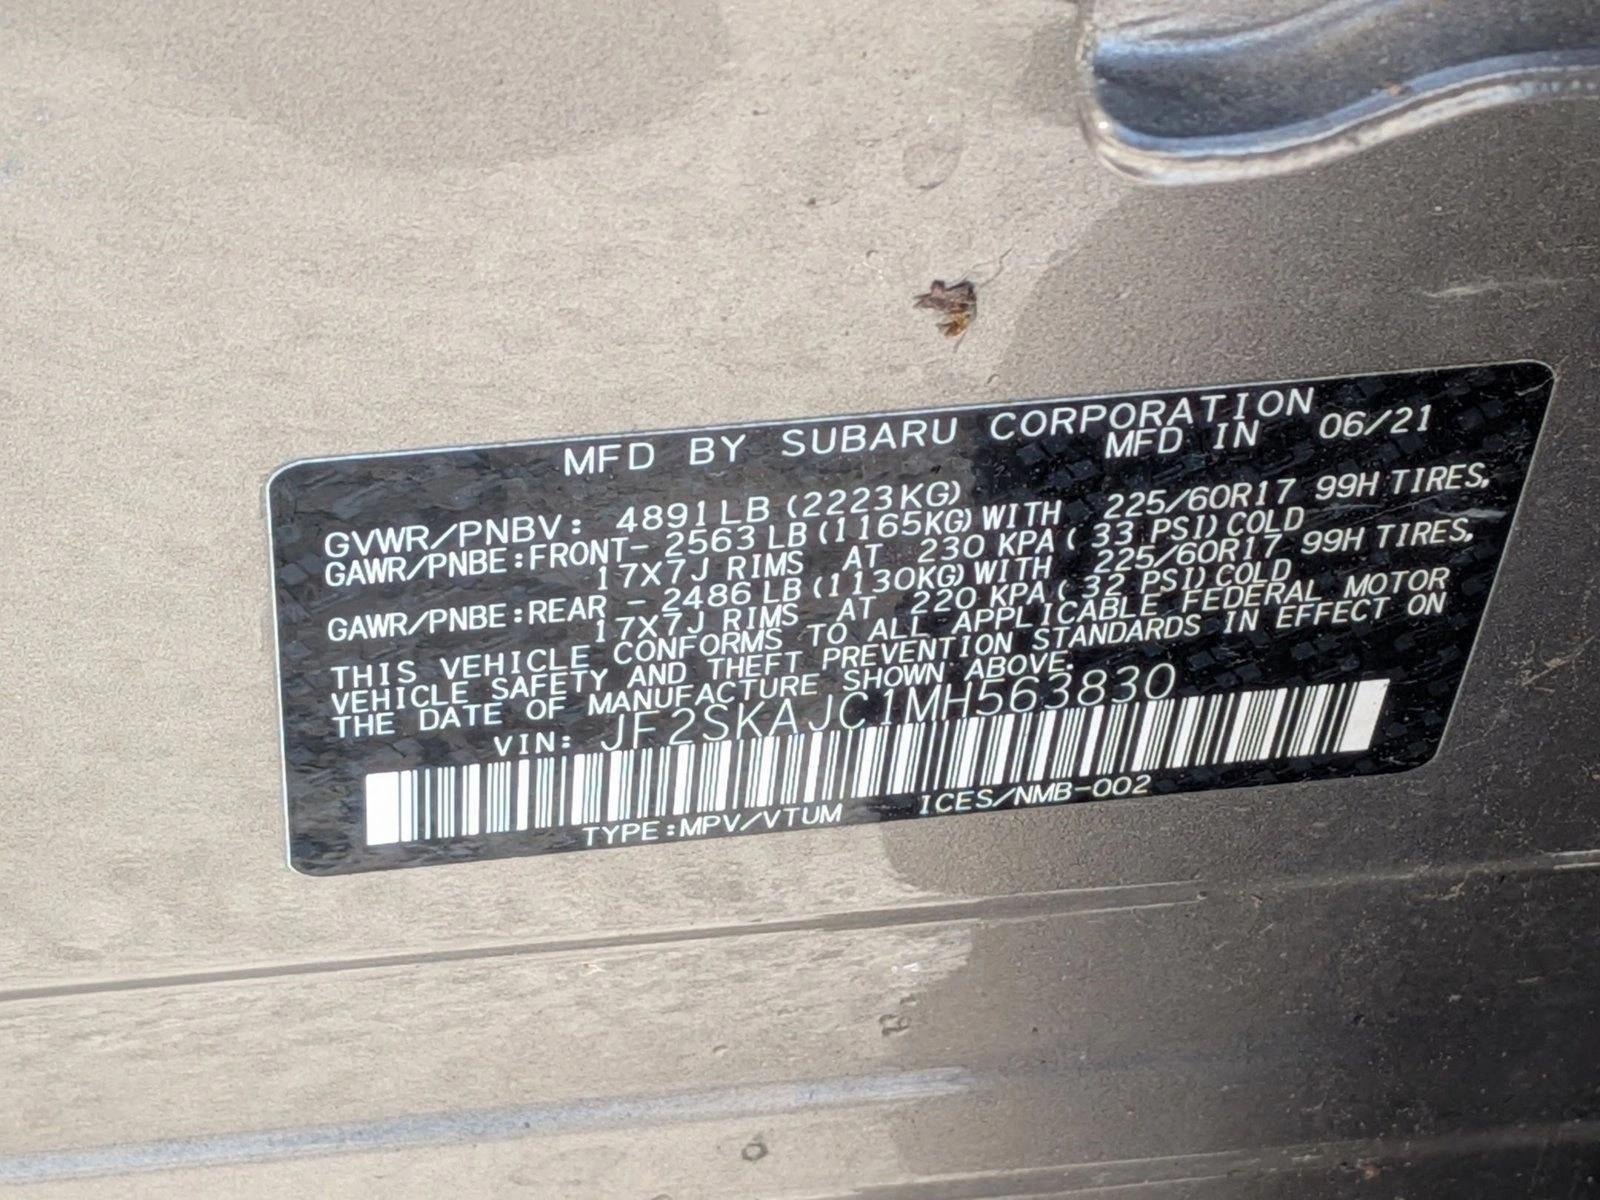 MFD BY SUBARU CORPORATION
MFD IN 06/21
GVWR/PNBV: 4891LB (2223KG)
GAWR/PNBE:FRONT- 2563LB(1165KG)WITH 225/60R17 99H TIRES,
17X7J RIMS AT 230 KPA( 33 PSI)COLD
GAWR/PNBE:REAR - 2486LB(1130KG)WITH 225/60R17 99H TIRES,
17X7J RIMS AT 220 KPA( 32 PSI)COLD
THIS VEHICLE CONFORMS TO ALL APPLICABLE FEDERAL MOTOR
VEHICLE SAFETY AND THEFT PREVENTION STANDARDS IN EFFECT ON
THE DATE OF MANUFACTURE SHOWN ABOVE.
VIN: JF2SKAJC1MH563830
TYPE:MPV/VTUM ICES/NMB-002